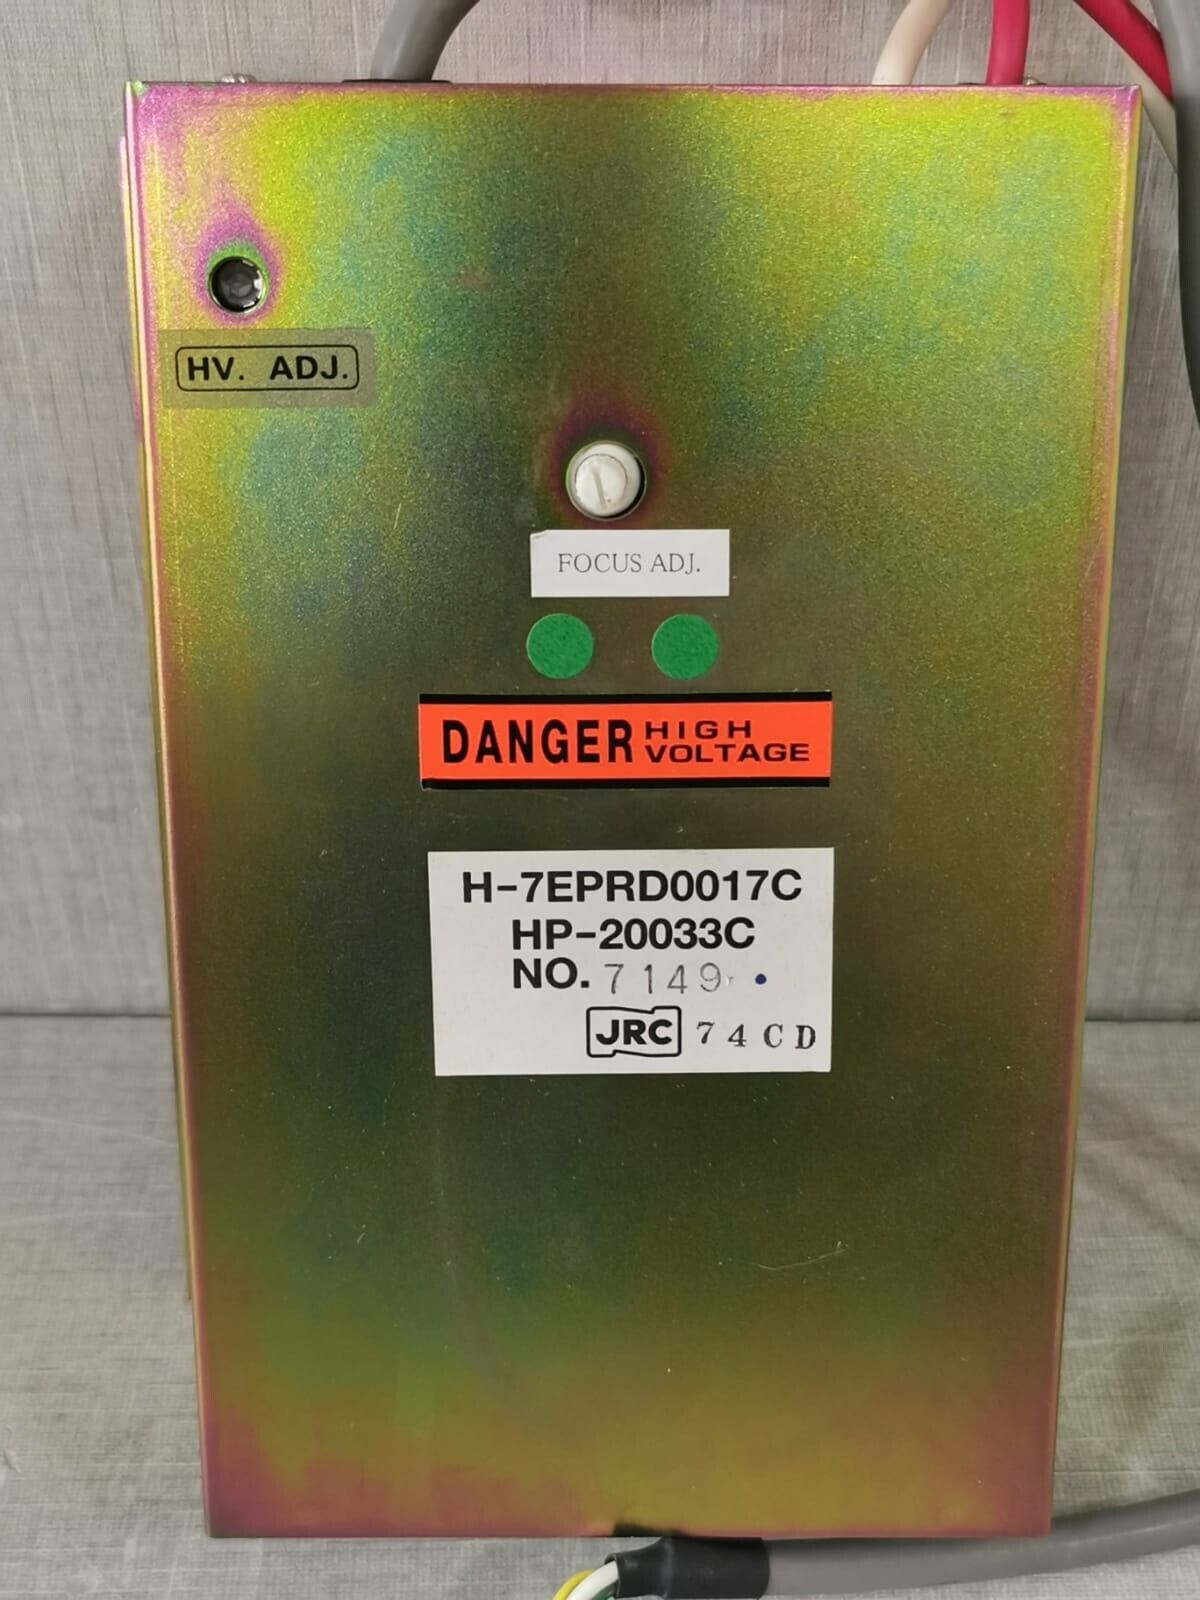 HV. ADJ.
FOCUS ADJ.
DANGER HIGH VOLTAGE
H-7EPRD0017C
HP-20033C
NO. 7149
JRC 74CD